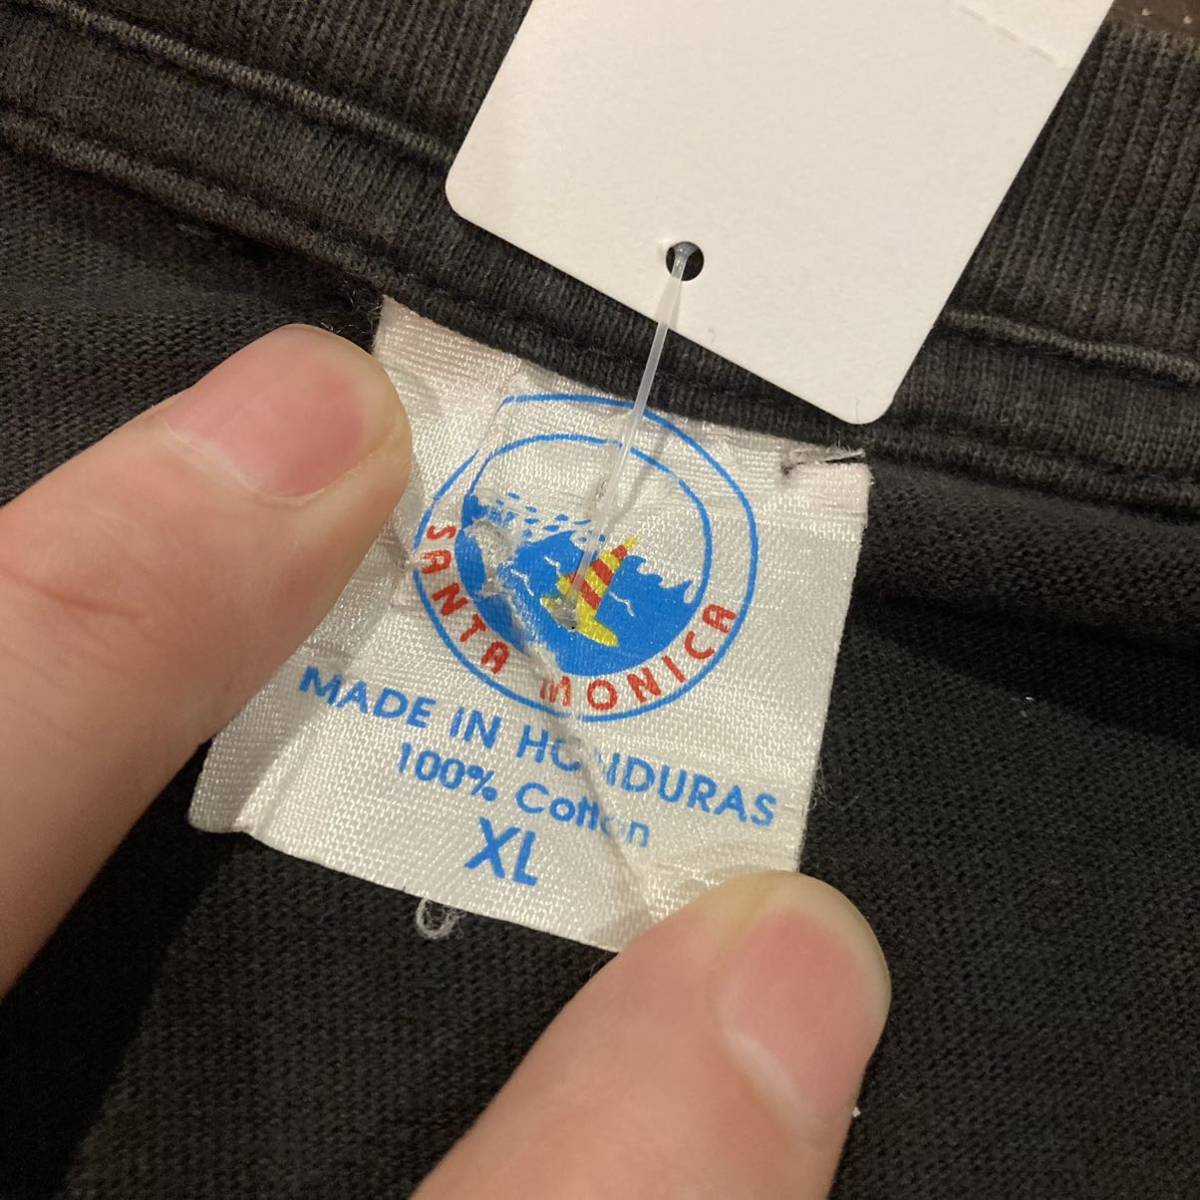 SANTA MONICA
MADE IN HONDURAS
100% Cotton
XL